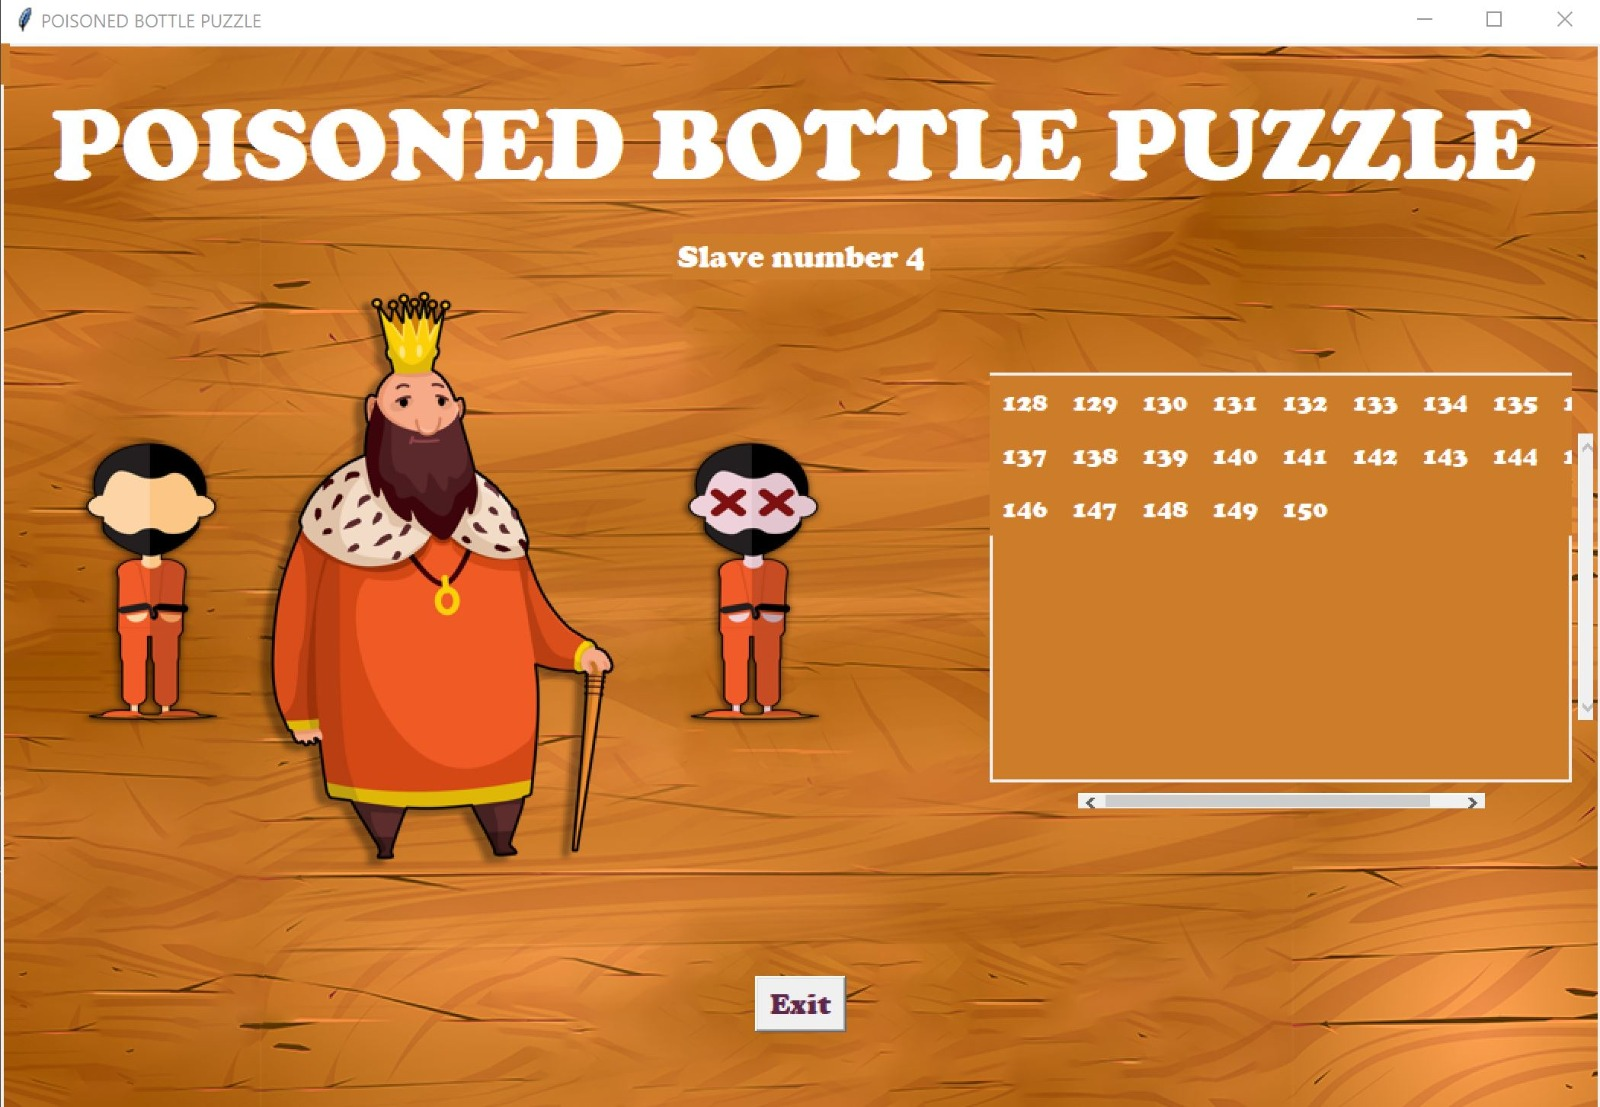 POISONED BOTTLE PUZZLE
POISONED BOTTLE PUZZLE
Slave number 4
128 129 130 131 132 133 134 135
137 138 139 140 141 142 143 144
146 147 148 149 150
Exit